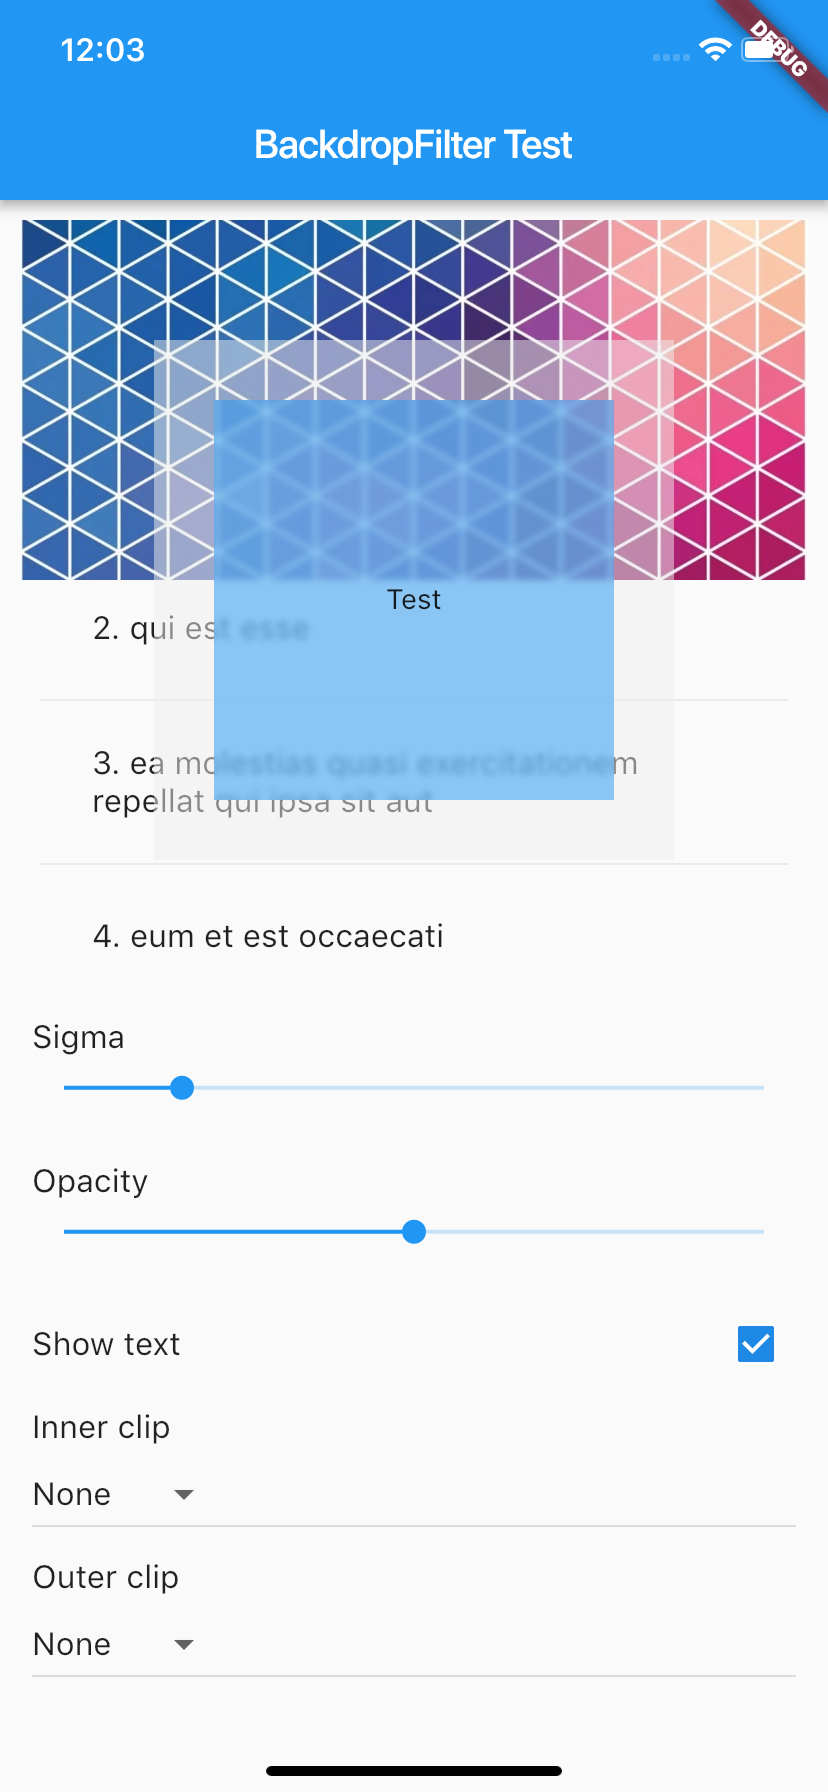 12:03
DEBUG
BackdropFilter Test
Test
2. qui est esse
3. ea molestias quasi exercitationem
repellat qui ipsa sit aut
4. eum et est occaecati
Sigma
Opacity
Show text
Inner clip
None
Outer clip
None